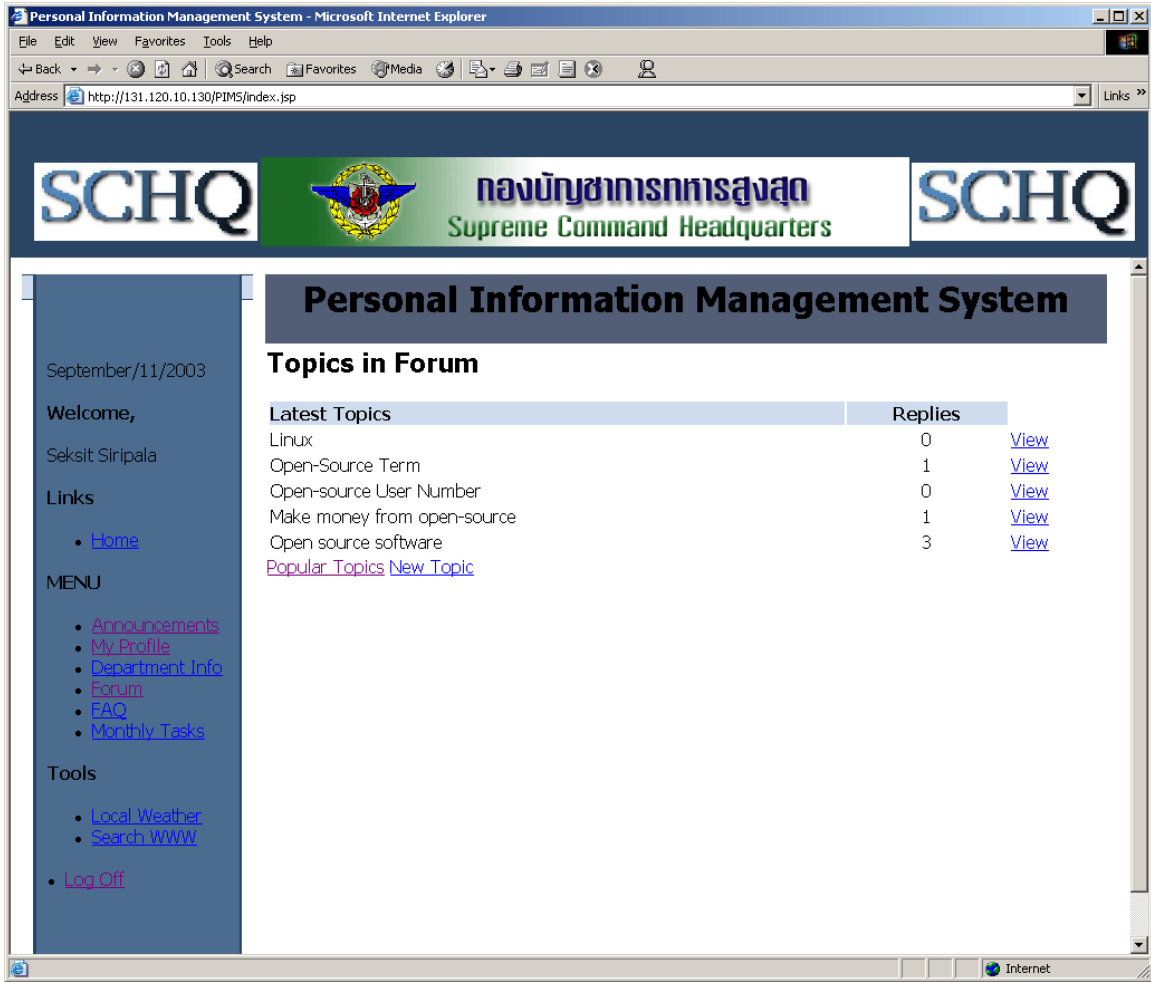 Personal Information Management System - Microsoft Internet Explorer
File Edit View Favorites Tools Help
Back Search Favorites Media
Address http://131.120.10.130/PIMS/index.jsp Links »
SCHQ กองบัญชาการทหารสูงสุด SCHQ
Supreme Command Headquarters
Personal Information Management System
September/11/2003
Welcome,
Seksit Siripala
Links
Home
MENU
Announcements
My Profile
Department Info
Forum
FAQ
Monthly Tasks
Tools
Local Weather
Search WWW
Log Off
Topics in Forum
Latest Topics Replies
Linux 0 View
Open-Source Term 1 View
Open-source User Number 0 View
Make money from open-source 1 View
Open source software 3 View
Popular Topics New Topic
Internet